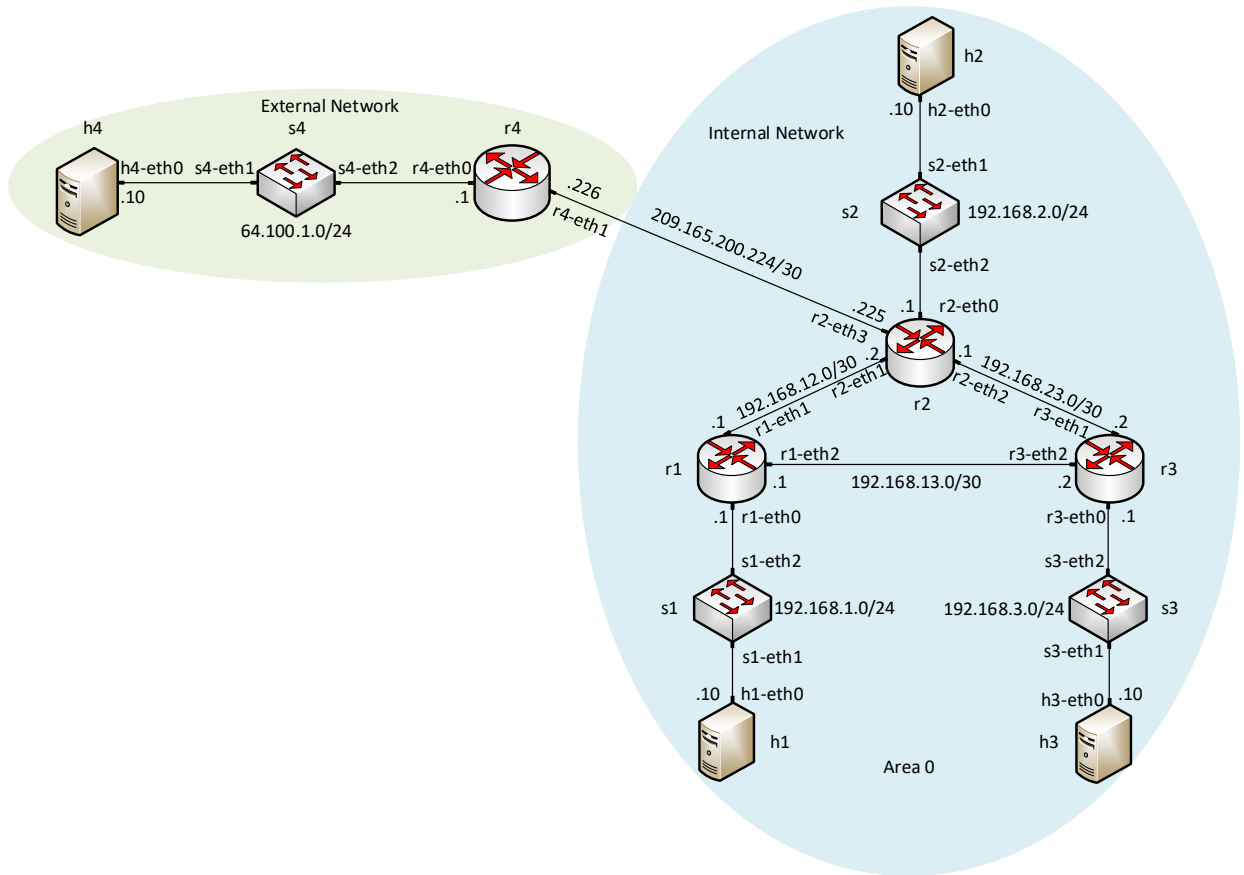 h2
.10 h2-eth0
External Network
Internal Network
h4
s4
r4
h4-eth0
s4-eth1
s4-eth2
r4-eth0
.10
.1
64.100.1.0/24
.226
r4-eth1
209.165.200.224/30
s2-eth1
s2
192.168.2.0/24
s2-eth2
.1 r2-eth0
.225
r2-eth3
.2
r2-eth1
.1
r2-eth2
r2
192.168.12.0/30
192.168.23.0/30
.1
r1-eth1
r3-eth1
.2
r1
r1-eth2
r3-eth2
r3
.1
192.168.13.0/30
.2
.1 r1-eth0
r3-eth0 .1
s1-eth2
s3-eth2
s1
192.168.1.0/24
192.168.3.0/24
s3
s1-eth1
s3-eth1
.10 h1-eth0
h3-eth0 .10
h1
h3
Area 0